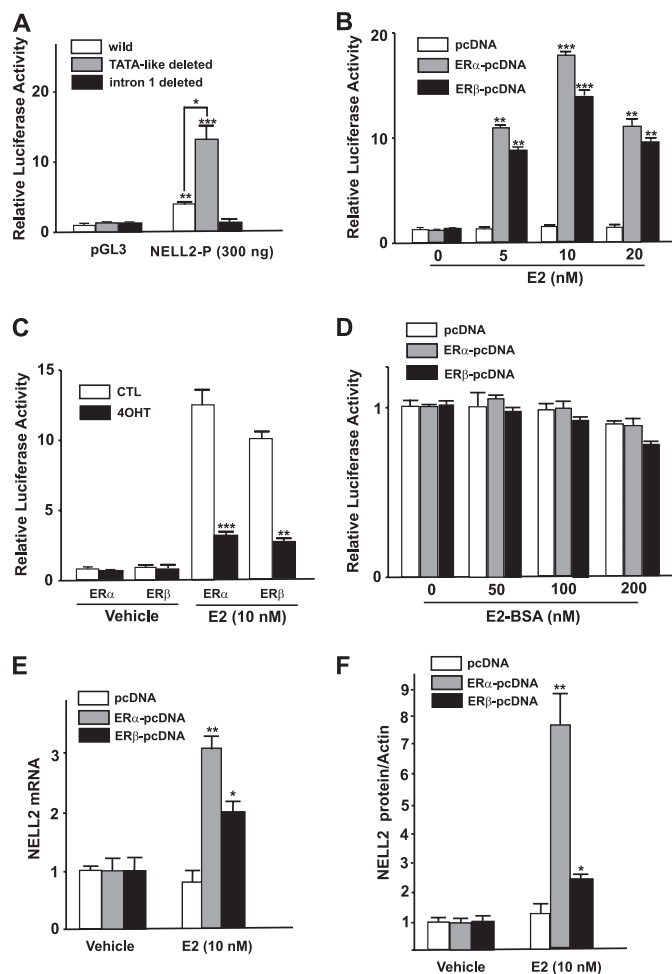 A
wild
TATA-like deleted
intron 1 deleted
Relative Luciferase Activity
20
10
0
*
**
***
pGL3
NELL2-P (300 ng)
B
pcDNA
ERα-pcDNA
ERβ-pcDNA
Relative Luciferase Activity
20
10
0
**
**
***
***
**
**
0
5
10
20
E2 (nM)
C
CTL
4OHT
Relative Luciferase Activity
15
10
5
0
***
**
ERα
ERβ
ERα
ERβ
Vehicle
E2 (10 nM)
D
pcDNA
ERα-pcDNA
ERβ-pcDNA
Relative Luciferase Activity
1
0
0
50
100
200
E2-BSA (nM)
E
pcDNA
ERα-pcDNA
ERβ-pcDNA
NELL2 mRNA
3
2
1
0
**
*
Vehicle
E2 (10 nM)
F
pcDNA
ERα-pcDNA
ERβ-pcDNA
NELL2 protein/Actin
9
8
7
3
2
1
**
*
Vehicle
E2 (10 nM)